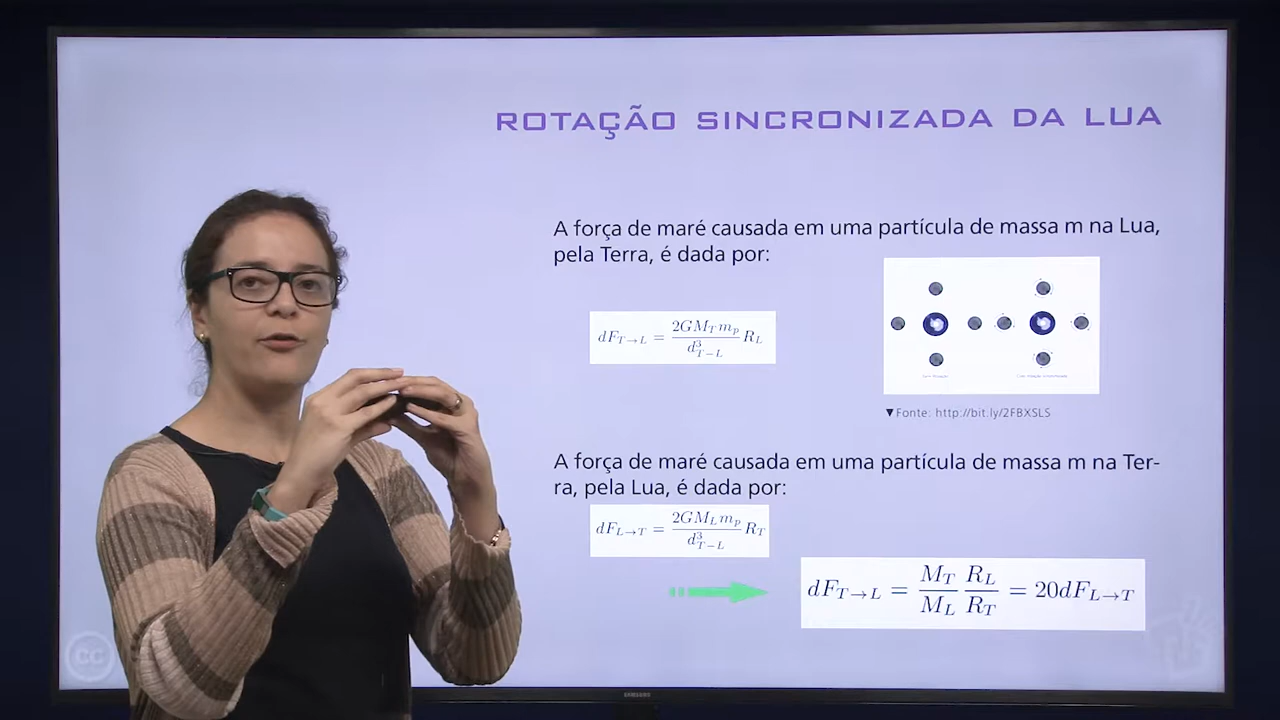 ROTAÇÃO SINCRONIZADA DA LUA
A força de maré causada em uma partícula de massa m na Lua,
pela Terra, é dada por:
dF_{T→L} = \frac{2GM_T m_p}{d^3_{T-L}} R_L
▼Fonte: http://bit.ly/2FBXSLS
A força de maré causada em uma partícula de massa m na Ter-
ra, pela Lua, é dada por:
dF_{L→T} = \frac{2GM_L m_p}{d^3_{T-L}} R_T
dF_{T→L} = \frac{M_T}{M_L} \frac{R_L}{R_T} = 20dF_{L→T}
cc
SAMSUNG